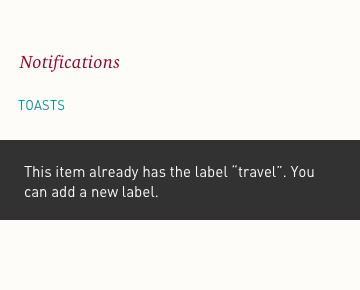 Notifications
TOASTS
This item already has the label “travel”. You
can add a new label.